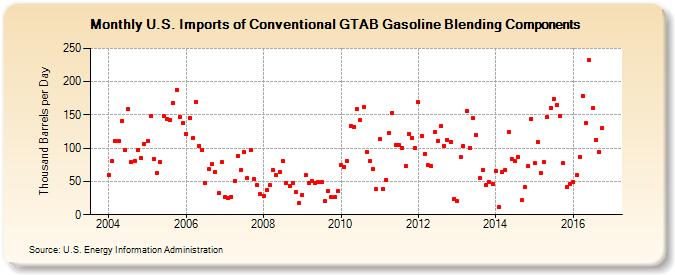 Monthly U.S. Imports of Conventional GTAB Gasoline Blending Components
Thousand Barrels per Day
250
200
150
100
50
0
2004 2006 2008 2010 2012 2014 2016
Source: U.S. Energy Information Administration